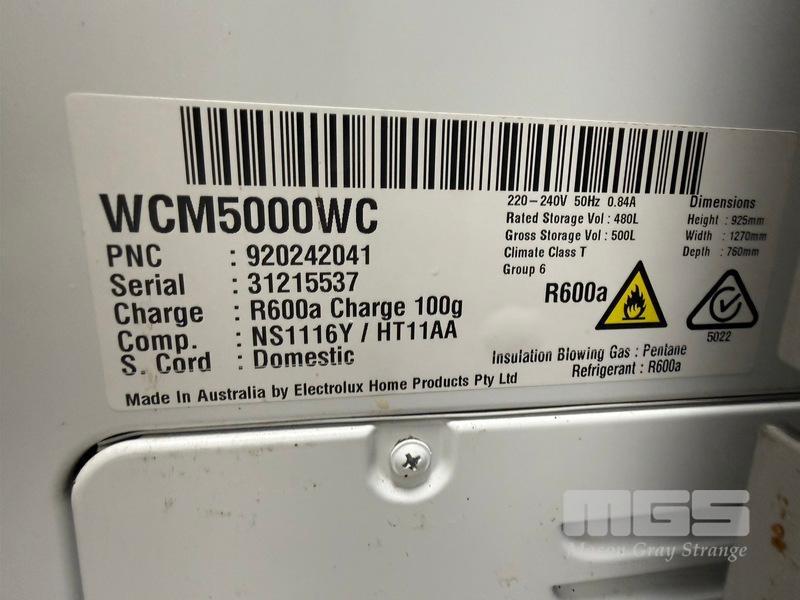 WCM5000WC
PNC : 920242041
Serial : 31215537
Charge : R600a Charge 100g
Comp. : NS1116Y / HT11AA
S. Cord : Domestic
Made In Australia by Electrolux Home Products Pty Ltd
220-240V 50Hz 0.84A
Rated Storage Vol : 480L
Gross Storage Vol : 500L
Climate Class T
Group 6
Dimensions
Height : 925mm
Width : 1270mm
Depth : 760mm
R600a
5022
Insulation Blowing Gas : Pentane
Refrigerant : R600a
MGS
Mason Gray Strange